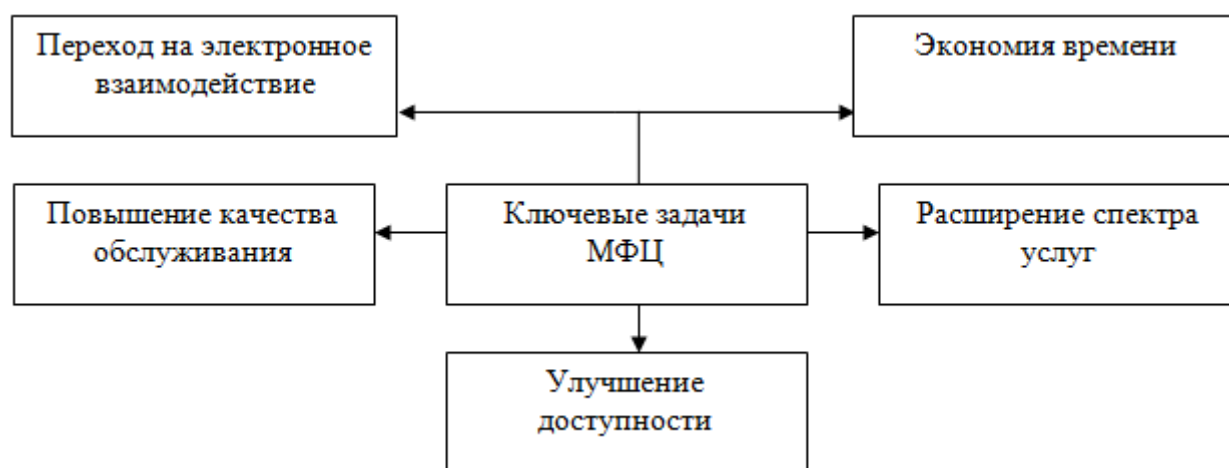 Переход на электронное
взаимодействие
Экономия времени
Повышение качества
обслуживания
Ключевые задачи
МФЦ
Расширение спектра
услуг
Улучшение
доступности